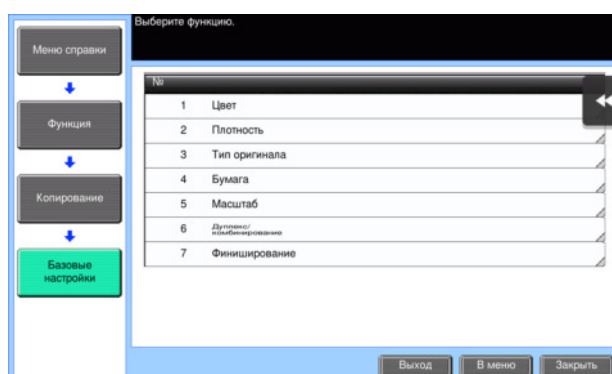 Выберите функцию.
Меню справки
Функция
Копирование
Базовые
настройки
№
1 Цвет
2 Плотность
3 Тип оригинала
4 Бумага
5 Масштаб
6 Дуплекс/
комбинирование
7 Финиширование
Выход В меню Закрыть